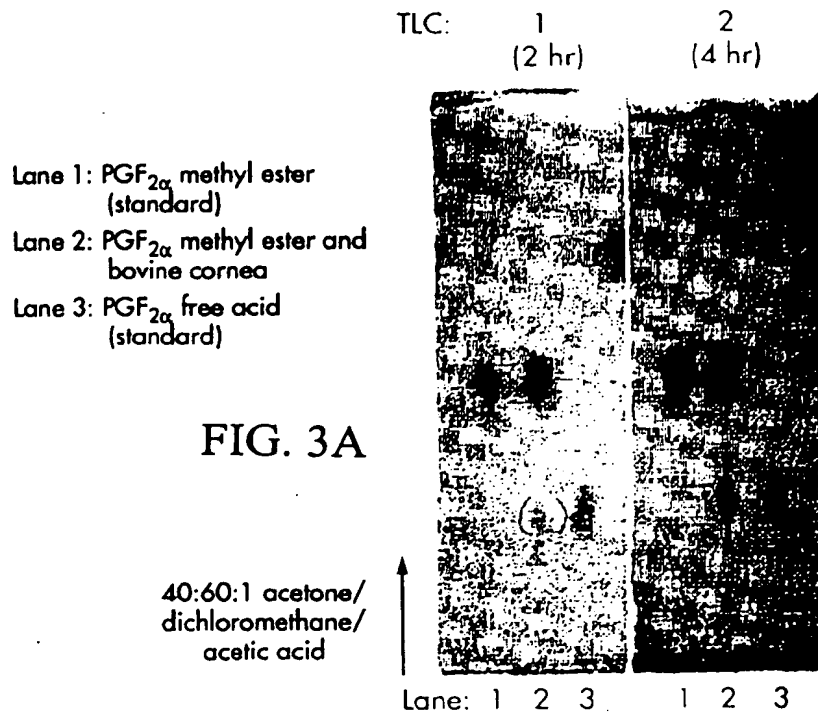 TLC: 1 2
(2 hr) (4 hr)
Lane 1: PGF2α methyl ester
(standard)
Lane 2: PGF2α methyl ester and
bovine cornea
Lane 3: PGF2α free acid
(standard)
FIG. 3A
40:60:1 acetone/
dichloromethane/
acetic acid
Lane: 1 2 3 1 2 3